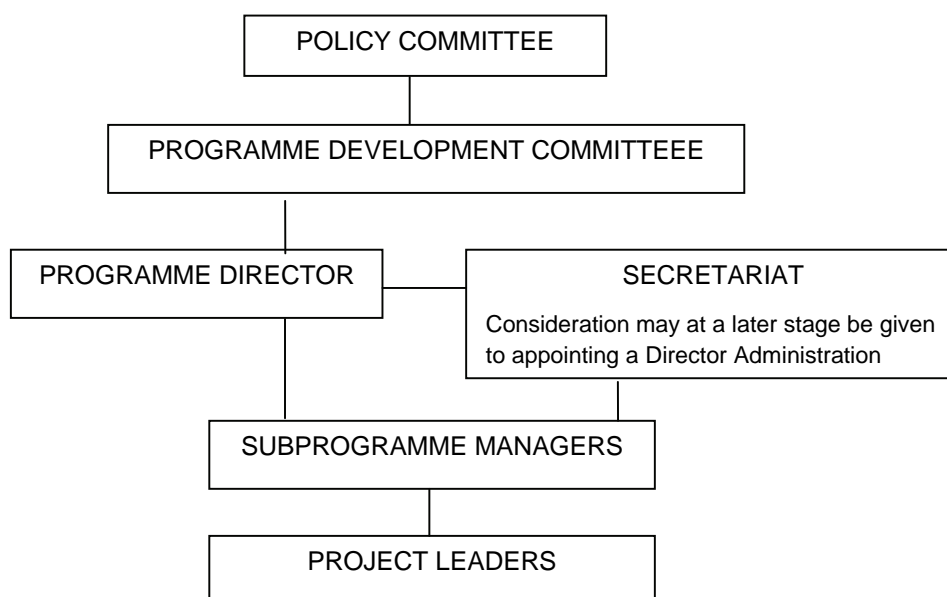 POLICY COMMITTEE
PROGRAMME DEVELOPMENT COMMITTEEE
PROGRAMME DIRECTOR
SECRETARIAT
Consideration may at a later stage be given
to appointing a Director Administration
SUBPROGRAMME MANAGERS
PROJECT LEADERS